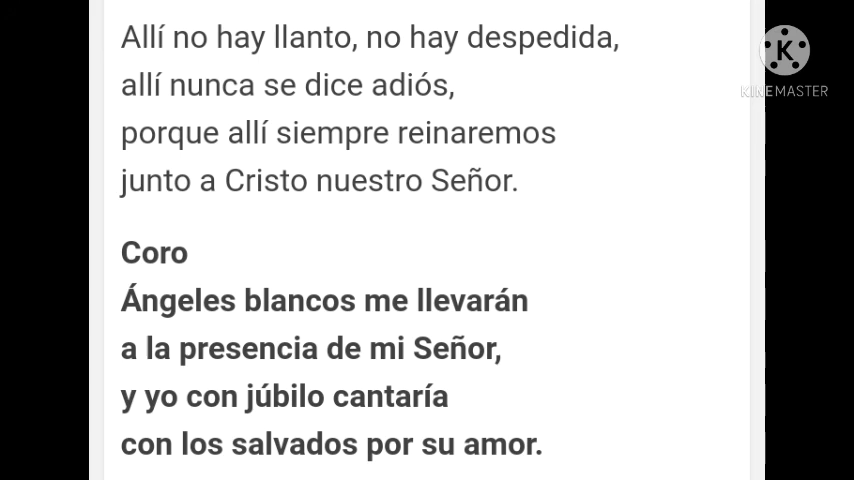 Allí no hay llanto, no hay despedida,
allí nunca se dice adiós,
porque allí siempre reinaremos
junto a Cristo nuestro Señor.
Coro
Ángeles blancos me llevarán
a la presencia de mi Señor,
y yo con júbilo cantaría
con los salvados por su amor.
K
KINEMASTER